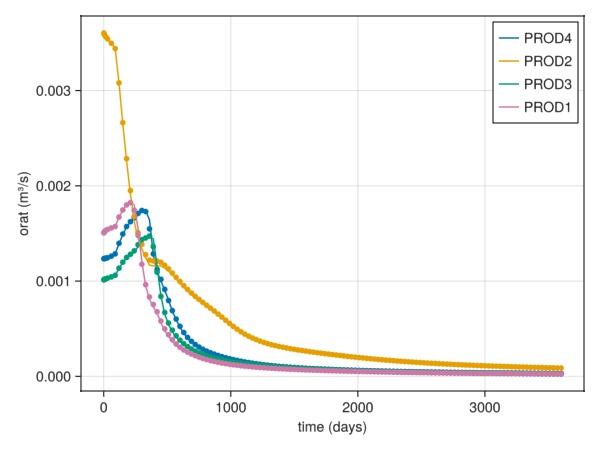 PROD4
PROD2
PROD3
PROD1
0.003
0.002
0.001
0.000
orat (m³/s)
0 1000 2000 3000
time (days)